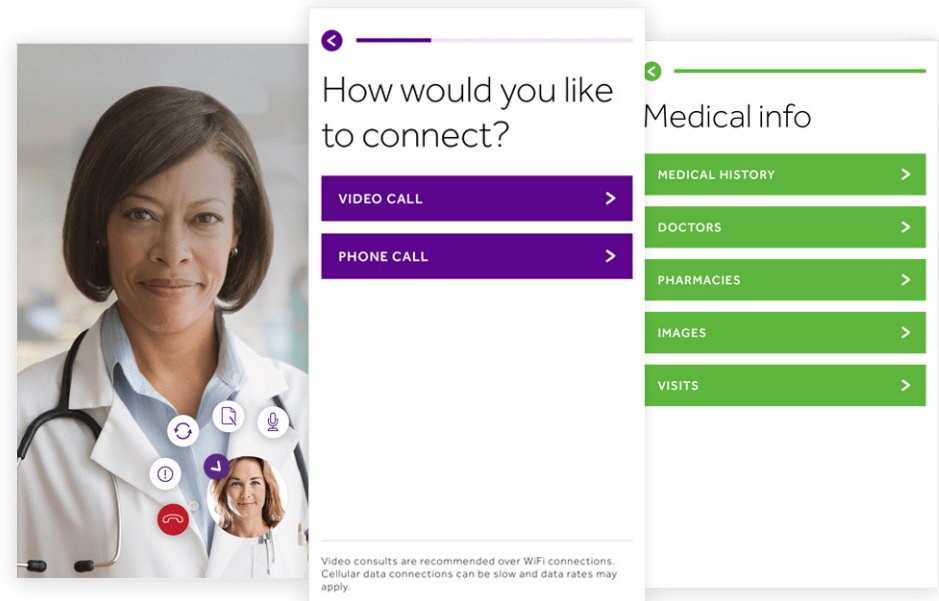 How would you like
to connect?
VIDEO CALL
PHONE CALL
Video consults are recommended over WiFi connections.
Cellular data connections can be slow and data rates may
apply.
Medical info
MEDICAL HISTORY
DOCTORS
PHARMACIES
IMAGES
VISITS